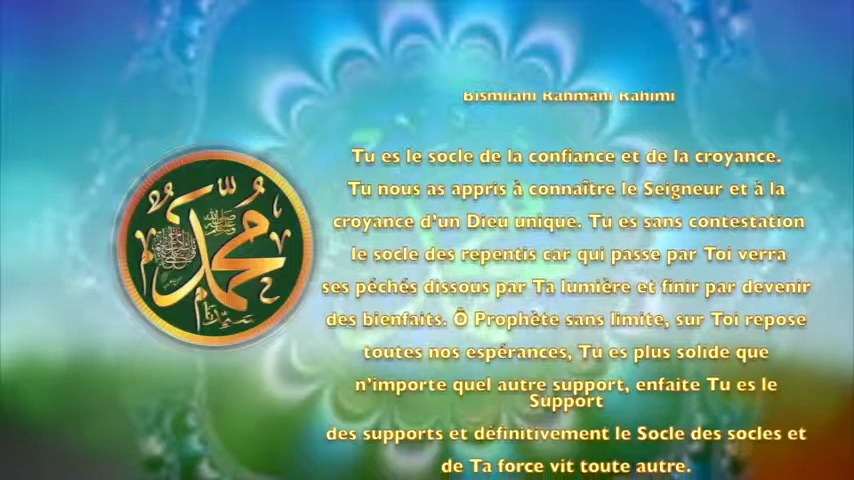 Bismilahi Rahmani Rahimi
Tu es le socle de la confiance et de la croyance.
Tu nous as appris à connaître le Seigneur et à la
croyance d'un Dieu unique. Tu es sans contestation
le socle des repentis car qui passe par Toi verra
ses péchés dissous par Ta lumière et finir par devenir
des bienfaits. Ô Prophète sans limite, sur Toi repose
toutes nos espérances, Tu es plus solide que
n'importe quel autre support, enfaite Tu es le
Support
des supports et définitivement le Socle des socles et
de Ta force vit toute autre.
محمد